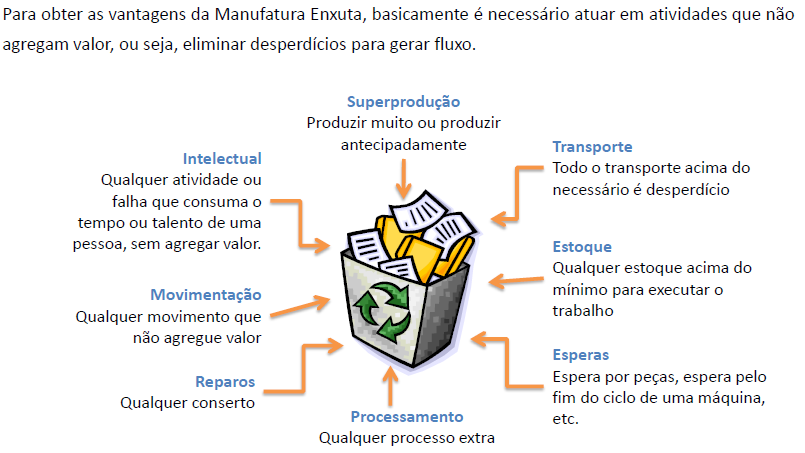 Para obter as vantagens da Manufatura Enxuta, basicamente é necessário atuar em atividades que não
agregam valor, ou seja, eliminar desperdícios para gerar fluxo.
Superprodução
Produzir muito ou produzir
antecipadamente
Intelectual
Qualquer atividade ou
falha que consuma o
tempo ou talento de uma
pessoa, sem agregar valor.
Transporte
Todo o transporte acima do
necessário é desperdício
Estoque
Qualquer estoque acima do
mínimo para executar o
trabalho
Movimentação
Qualquer movimento que
não agregue valor
Esperas
Espera por peças, espera pelo
fim do ciclo de uma máquina,
etc.
Reparos
Qualquer conserto
Processamento
Qualquer processo extra